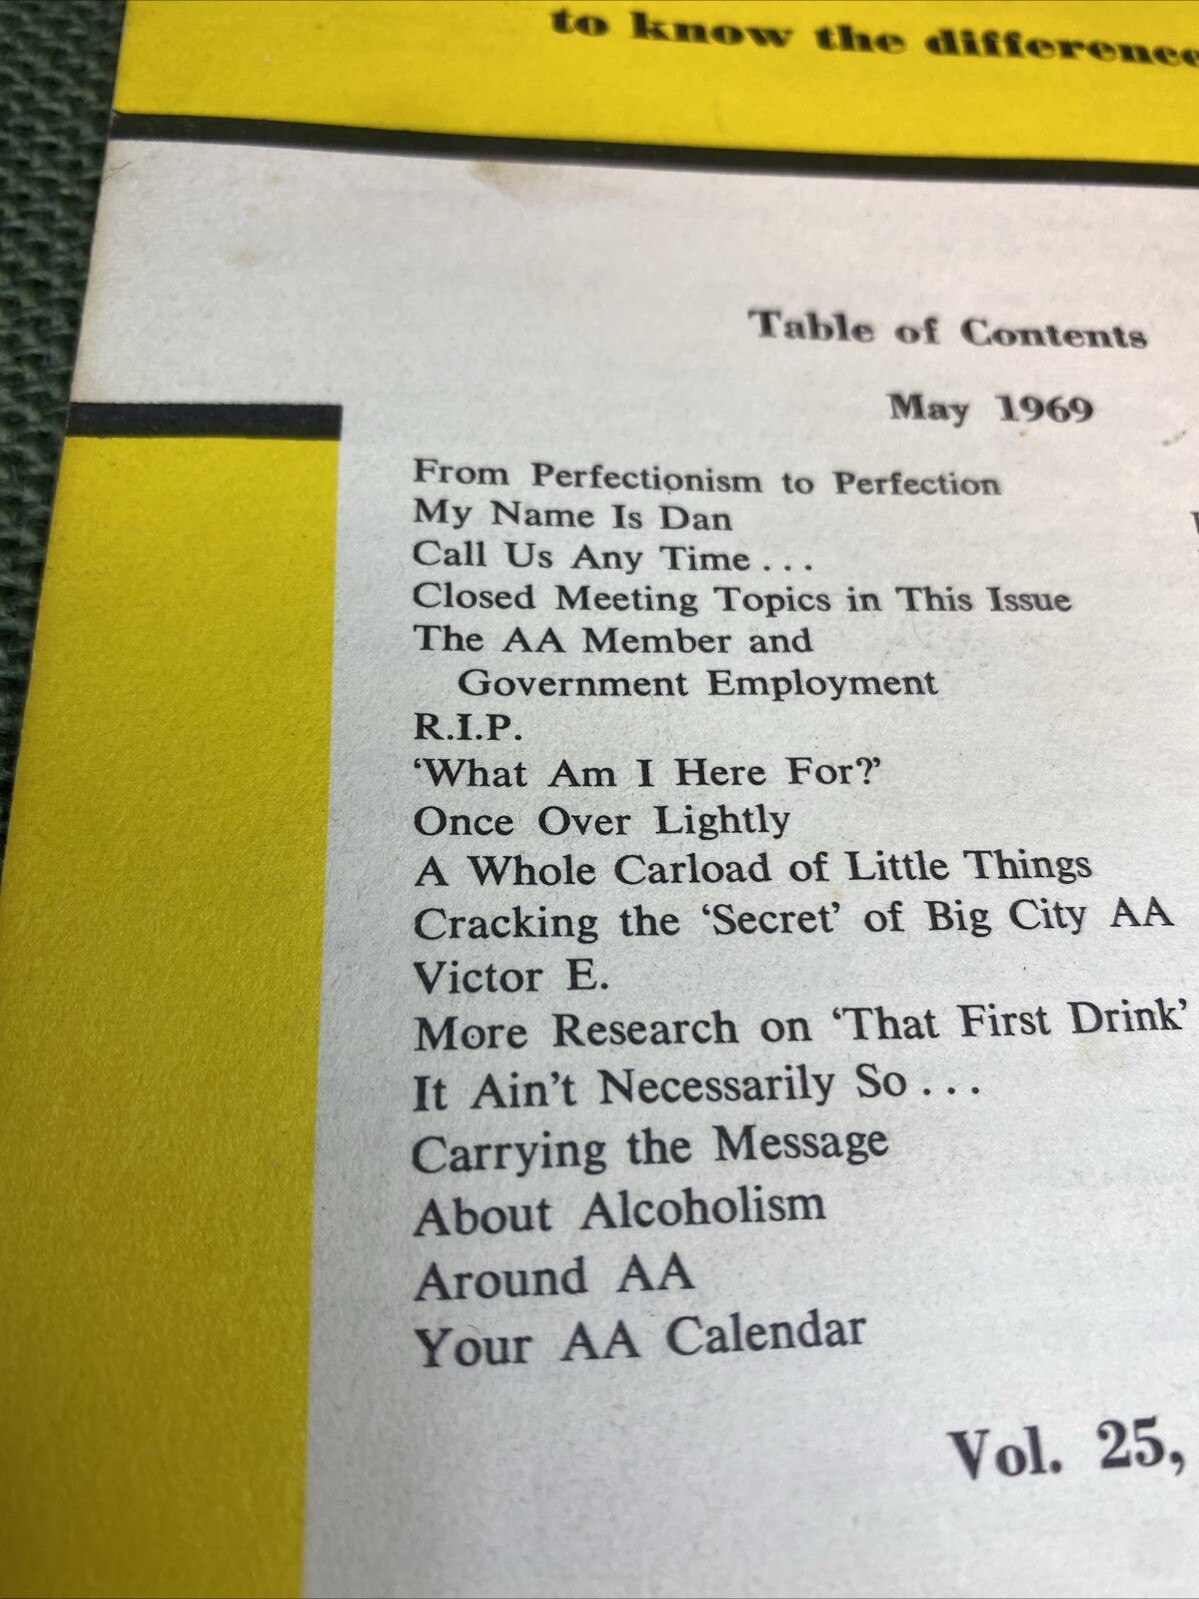 to know the difference
Table of Contents
May 1969
From Perfectionism to Perfection
My Name Is Dan
Call Us Any Time . . .
Closed Meeting Topics in This Issue
The AA Member and
Government Employment
R.I.P.
‘What Am I Here For?’
Once Over Lightly
A Whole Carload of Little Things
Cracking the ‘Secret’ of Big City AA
Victor E.
More Research on ‘That First Drink’
It Ain’t Necessarily So . . .
Carrying the Message
About Alcoholism
Around AA
Your AA Calendar
Vol. 25,